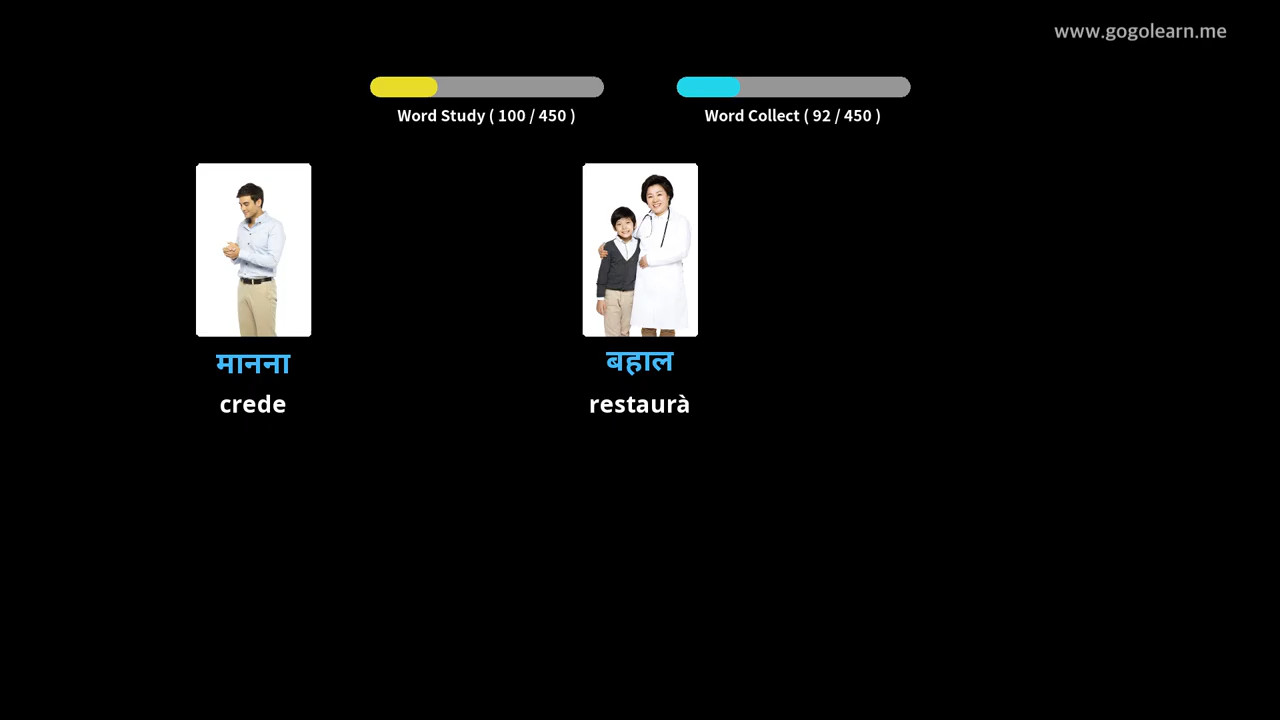 www.gogolearn.me
Word Study ( 100 / 450 )
Word Collect ( 92 / 450 )
मानना
crede
बहाल
restaurà